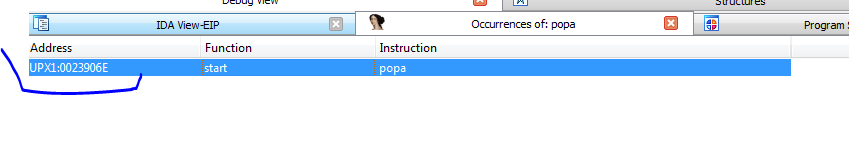 Debug View Structures
IDA View-EIP Occurrences of: popa Program S
Address Function Instruction
UPX1:0023906E start popa